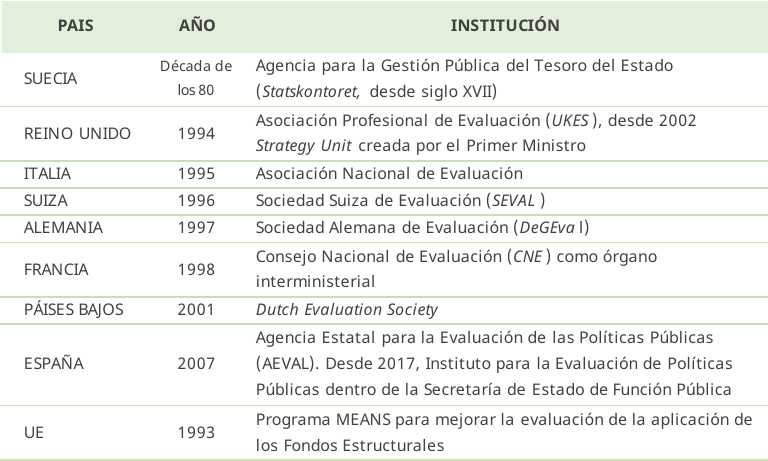 PAIS AÑO INSTITUCIÓN
SUECIA Década de los 80 Agencia para la Gestión Pública del Tesoro del Estado
(Statskontoret, desde siglo XVII)
REINO UNIDO 1994 Asociación Profesional de Evaluación (UKES ), desde 2002
Strategy Unit creada por el Primer Ministro
ITALIA 1995 Asociación Nacional de Evaluación
SUIZA 1996 Sociedad Suiza de Evaluación (SEVAL )
ALEMANIA 1997 Sociedad Alemana de Evaluación (DeGEva l)
FRANCIA 1998 Consejo Nacional de Evaluación (CNE ) como órgano
interministerial
PÁISES BAJOS 2001 Dutch Evaluation Society
ESPAÑA 2007 Agencia Estatal para la Evaluación de las Políticas Públicas
(AEVAL). Desde 2017, Instituto para la Evaluación de Políticas
Públicas dentro de la Secretaría de Estado de Función Pública
UE 1993 Programa MEANS para mejorar la evaluación de la aplicación de
los Fondos Estructurales